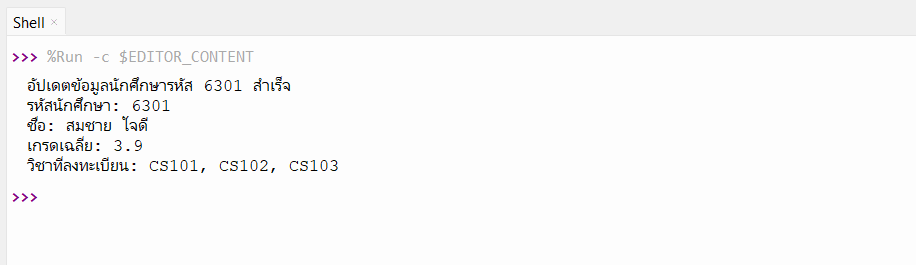 Shell ×
>>> %Run -c $EDITOR_CONTENT
อัปเดตข้อมูลนักศึกษารหัส 6301 สำเร็จ
รหัสนักศึกษา: 6301
ชื่อ: สมชาย ใจดี
เกรดเฉลี่ย: 3.9
วิชาที่ลงทะเบียน: CS101, CS102, CS103
>>>